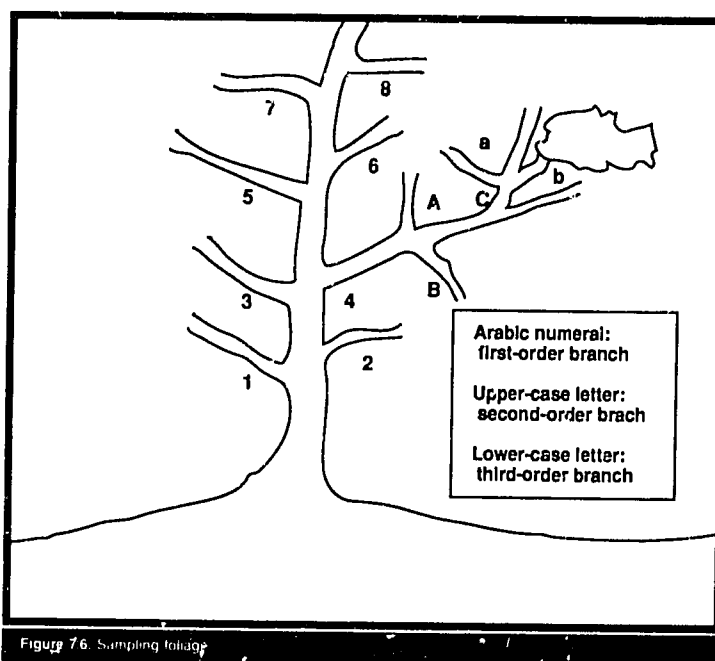 8
7
a
6
b
A
C
5
B
3
4
Arabic numeral:
first-order branch
2
1
Upper-case letter:
second-order brach
Lower-case letter:
third-order branch
Figure 7.6. Sampling foliage